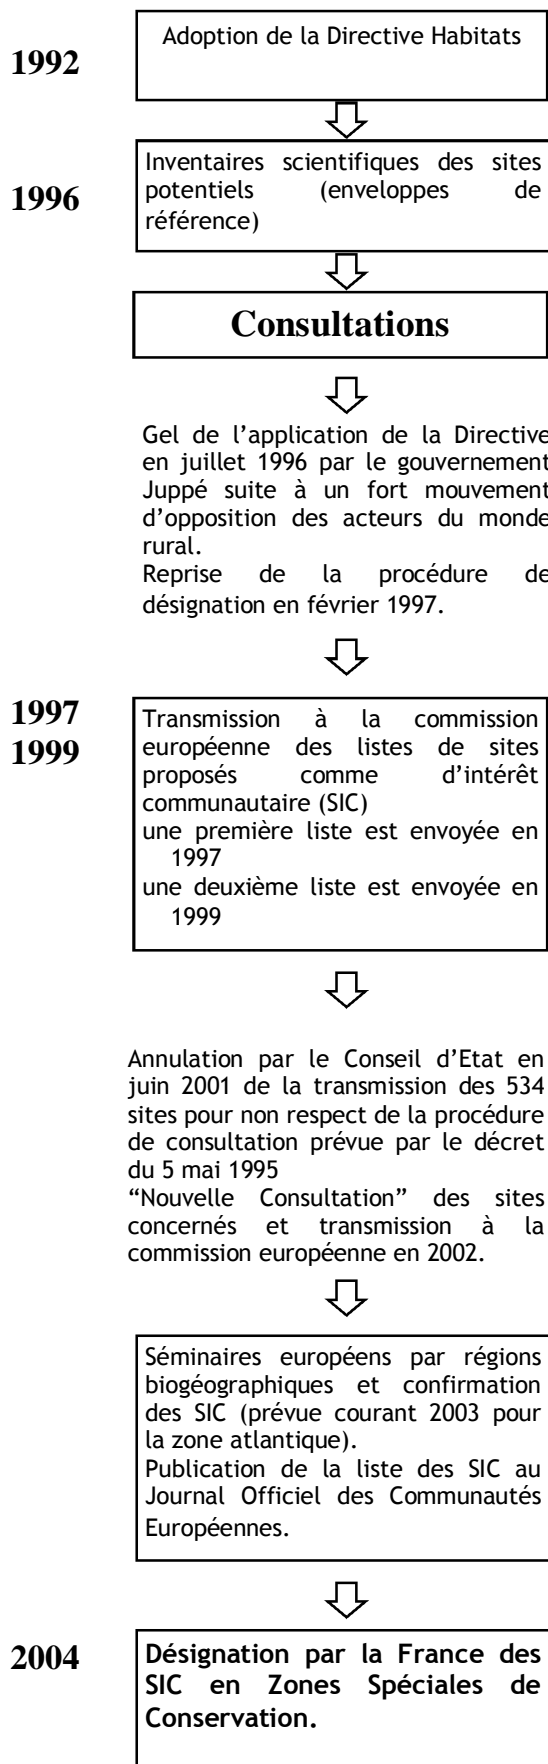 1992
Adoption de la Directive Habitats
1996
Inventaires scientifiques des sites
potentiels (enveloppes de
référence)
Consultations
Gel de l’application de la Directive
en juillet 1996 par le gouvernement
Juppé suite à un fort mouvement
d’opposition des acteurs du monde
rural.
Reprise de la procédure de
désignation en février 1997.
1997
1999
Transmission à la commission
européenne des listes de sites
proposés comme d’intérêt
communautaire (SIC)
une première liste est envoyée en
1997
une deuxième liste est envoyée en
1999
Annulation par le Conseil d’Etat en
juin 2001 de la transmission des 534
sites pour non respect de la procédure
de consultation prévue par le décret
du 5 mai 1995
“Nouvelle Consultation” des sites
concernés et transmission à la
commission européenne en 2002.
Séminaires européens par régions
biogéographiques et confirmation
des SIC (prévue courant 2003 pour
la zone atlantique).
Publication de la liste des SIC au
Journal Officiel des Communautés
Européennes.
2004
Désignation par la France des
SIC en Zones Spéciales de
Conservation.